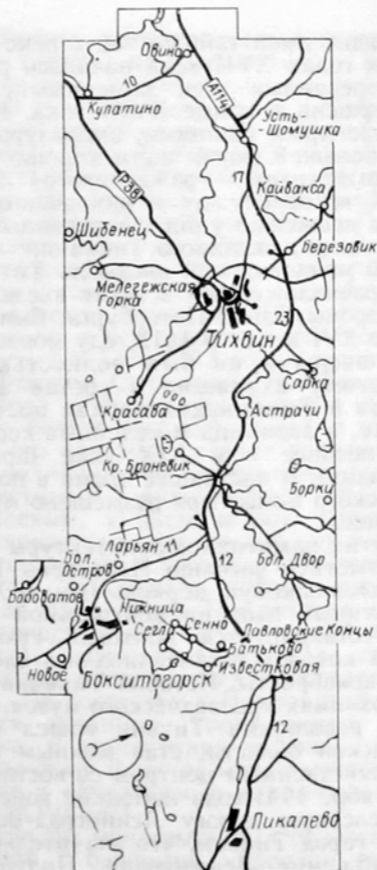 Овино
10
А114
Кулатино
Усть-
Шомушка
17
Р38
Кайвакса
Шибенец
Березовик
Мелегежская
Горка
Тихвин
23
Сарка
Красава
Астрачи
Кр. Броневик
Борки
Ларьян
11
Бол.
Остров
12
Бол. Двор
Бабоватов
Нижница
Сенно
Павловские Концы
Сегла
Батьково
Новое
Известковая
Бокситогорск
12
Пикалево